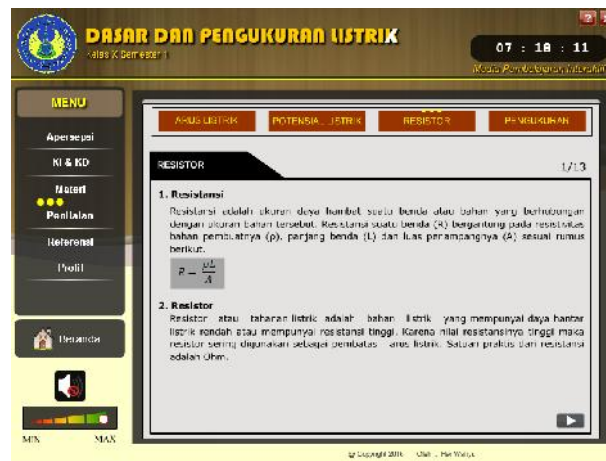 DASAR DAN PENGUKURAN LISTRIK
Kelas X Semester 1
07 : 18 : 11
Media Pembelajaran Interaktif
MENU
Apersepsi
KI & KD
Materi
Penilaian
Referensi
Profil
Beranda
MIN MAX
ARUS LISTRIK POTENSIAL LISTRIK RESISTOR PENGUKURAN
RESISTOR 1/13
1. Resistansi
Resistansi adalah ukuran daya hambat suatu benda atau bahan yang berhubungan
dengan ukuran bahan tersebut. Resistansi suatu benda (R) bergantung pada resistivitas
bahan pembuatnya (ρ), panjang benda (L) dan luas penampangnya (A) sesuai rumus
berikut.
R = ρL/A
2. Resistor
Resistor atau tahanan listrik adalah bahan listrik yang mempunyai daya hantar
listrik rendah atau mempunyai resistansi tinggi. Karena nilai resistansinya tinggi maka
resistor sering digunakan sebagai pembatas arus listrik. Satuan praktis dari resistansi
adalah Ohm.
@ Copyright 2016 Oleh :